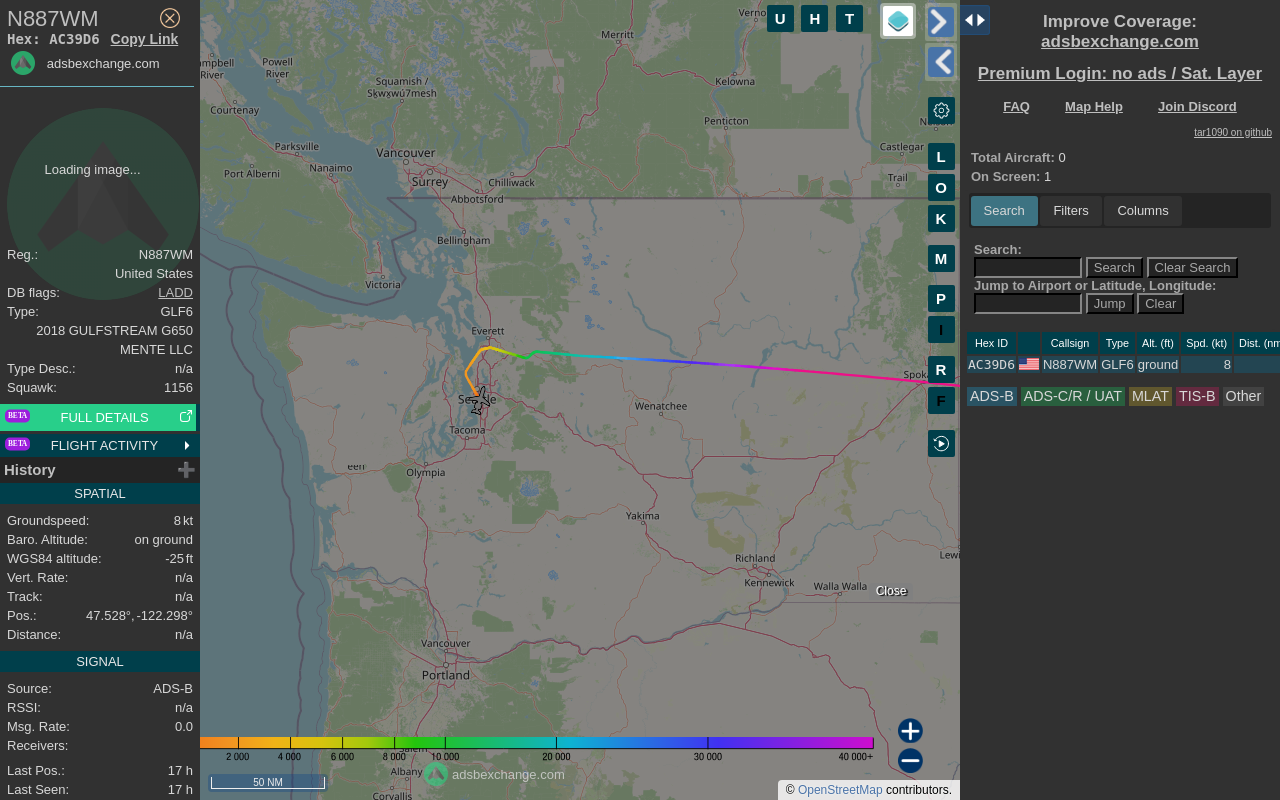 N887WM
Hex: AC39D6 Copy Link
adsbexchange.com
Loading image...
Reg.: N887WM
United States
DB flags: LADD
Type: GLF6
2018 GULFSTREAM G650
MENTE LLC
Type Desc.: n/a
Squawk: 1156
BETA FULL DETAILS
BETA FLIGHT ACTIVITY
History
SPATIAL
Groundspeed: 8 kt
Baro. Altitude: on ground
WGS84 altitude: -25 ft
Vert. Rate: n/a
Track: n/a
Pos.: 47.528°, -122.298°
Distance: n/a
SIGNAL
Source: ADS-B
RSSI: n/a
Msg. Rate: 0.0
Receivers:
Last Pos.: 17 h
Last Seen: 17 h
River
Powell
River
Courtenay
Squamish /
Sḵwx̱wú7mesh
Merritt
Kelowna
Penticton
Castlegar
Trail
Parksville
Nanaimo
Port Alberni
Vancouver
Surrey
Chilliwack
Abbotsford
Bellingham
Victoria
Everett
Wenatchee
Tacoma
Olympia
Yakima
Richland
Kennewick
Walla Walla
Vancouver
Portland
Albany
Corvallis
U H T
L
O
K
M
P
I
R
F
Close
2 000 4 000 6 000 8 000 10 000 20 000 30 000 40 000+
50 NM
adsbexchange.com
© OpenStreetMap contributors.
Improve Coverage:
adsbexchange.com
Premium Login: no ads / Sat. Layer
FAQ Map Help Join Discord
tar1090 on github
Total Aircraft: 0
On Screen: 1
Search Filters Columns
Search:
Search Clear Search
Jump to Airport or Latitude, Longitude:
Jump Clear
Hex ID Callsign Type Alt. (ft) Spd. (kt) Dist. (nm
AC39D6 N887WM GLF6 ground 8
ADS-B ADS-C/R / UAT MLAT TIS-B Other